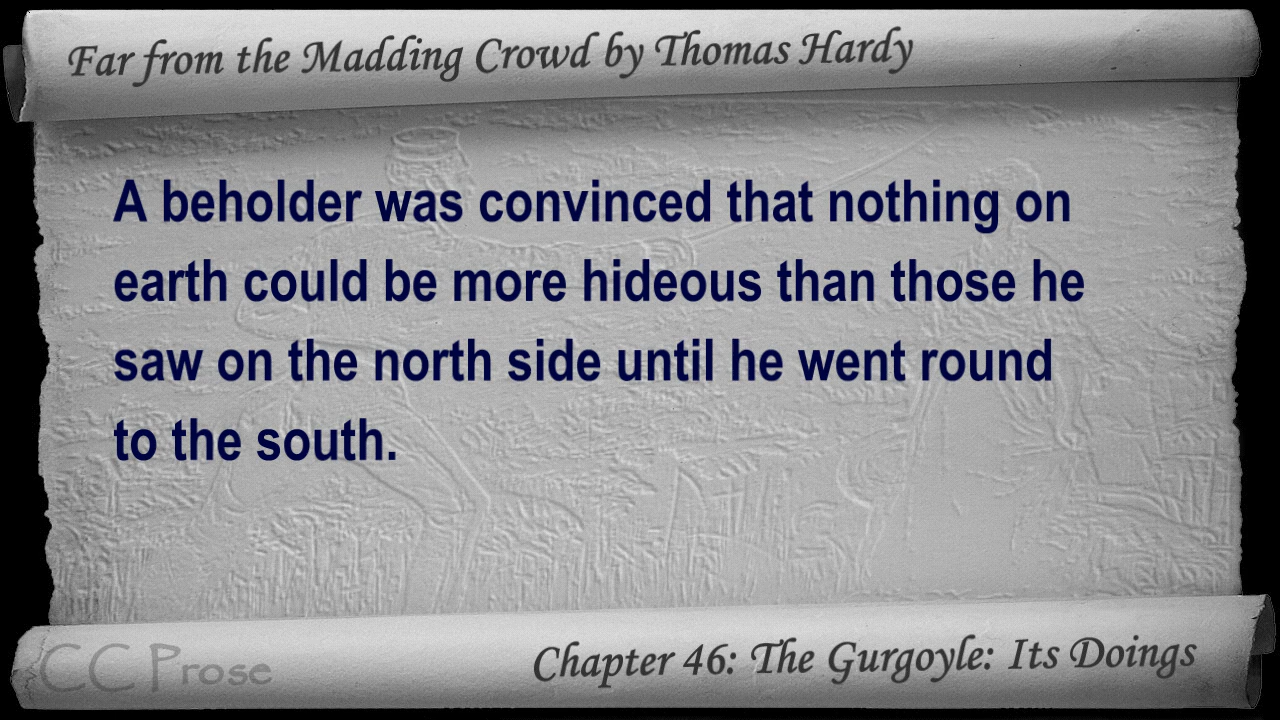 Far from the Madding Crowd by Thomas Hardy
A beholder was convinced that nothing on
earth could be more hideous than those he
saw on the north side until he went round
to the south.
CC Prose
Chapter 46: The Gurgoyle: Its Doings